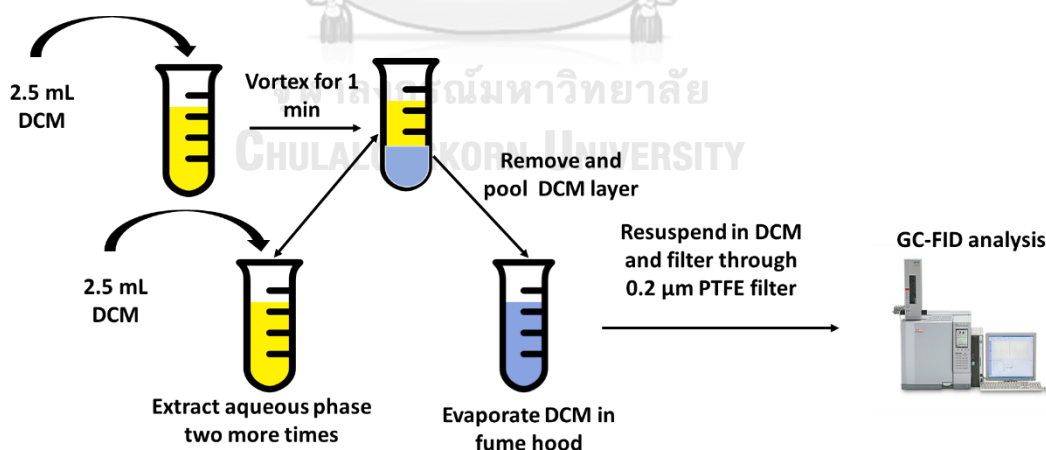 2.5 mL
DCM
Vortex for 1
min
จุฬาลงกรณ์มหาวิทยาลัย
CHULALONGKORN UNIVERSITY
Remove and
pool DCM layer
2.5 mL
DCM
Resuspend in DCM
and filter through
0.2 µm PTFE filter
GC-FID analysis
Extract aqueous phase
two more times
Evaporate DCM in
fume hood